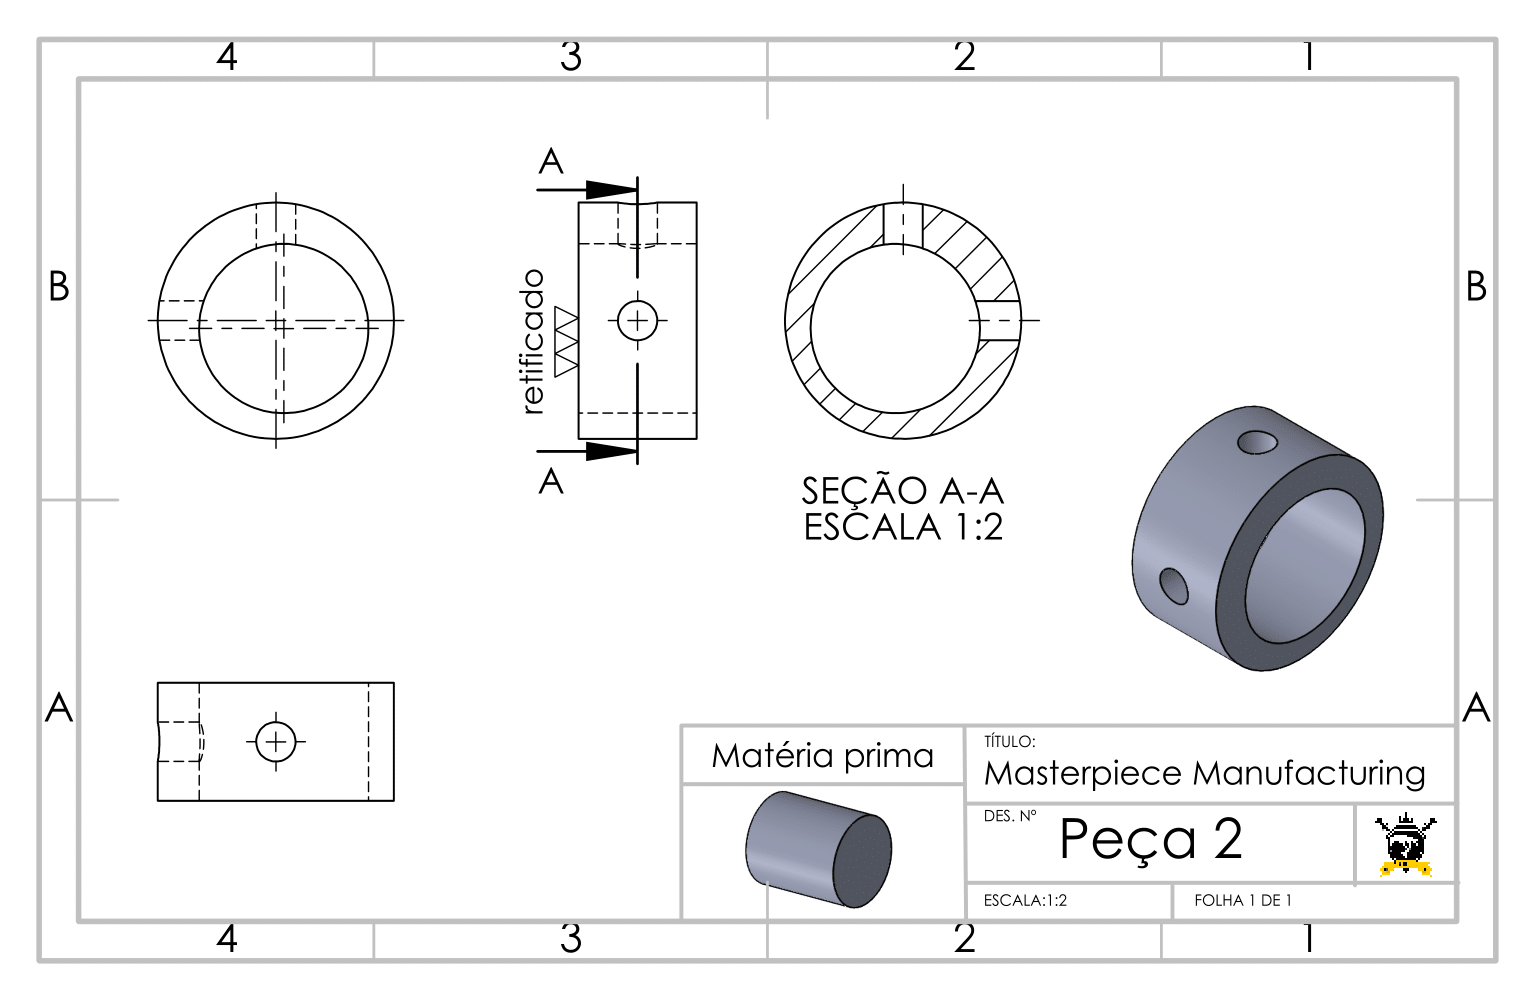 4 3 2 1
A
B
retificado
B
A
SEÇÃO A-A
ESCALA 1:2
A
A
Matéria prima
TÍTULO:
Masterpiece Manufacturing
DES. Nº
Peça 2
ESCALA:1:2
FOLHA 1 DE 1
4 3 2 1